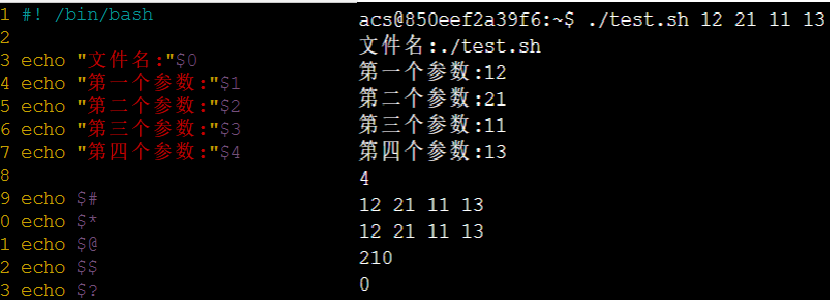 1 #! /bin/bash
2
3 echo "文件名:"$0
4 echo "第一个参数:"$1
5 echo "第二个参数:"$2
6 echo "第三个参数:"$3
7 echo "第四个参数:"$4
8
9 echo $#
0 echo $*
1 echo $@
2 echo $$
3 echo $?
acs@850eef2a39f6:~$ ./test.sh 12 21 11 13
文件名:./test.sh
第一个参数:12
第二个参数:21
第三个参数:11
第四个参数:13
4
12 21 11 13
12 21 11 13
210
0